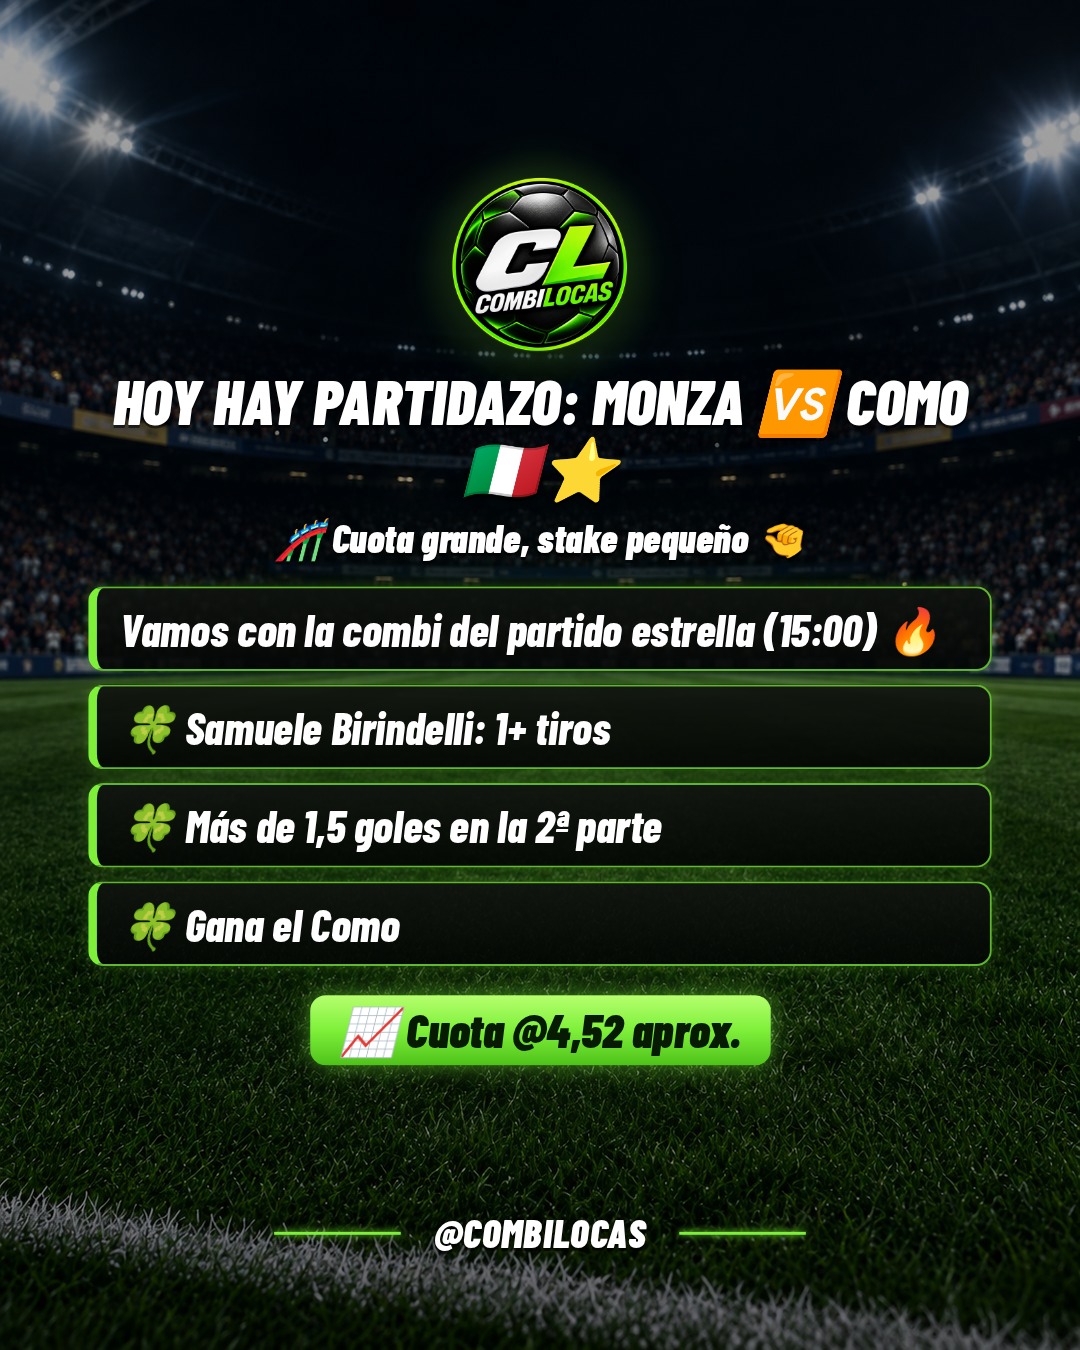 CL
COMBILOCAS
HOY HAY PARTIDAZO: MONZA 🆚 COMO
🇮🇹⭐
🎢 Cuota grande, stake pequeño 🤏
Vamos con la combi del partido estrella (15:00) 🔥
🍀 Samuele Birindelli: 1+ tiros
🍀 Más de 1,5 goles en la 2ª parte
🍀 Gana el Como
📈 Cuota @4,52 aprox.
@COMBILOCAS